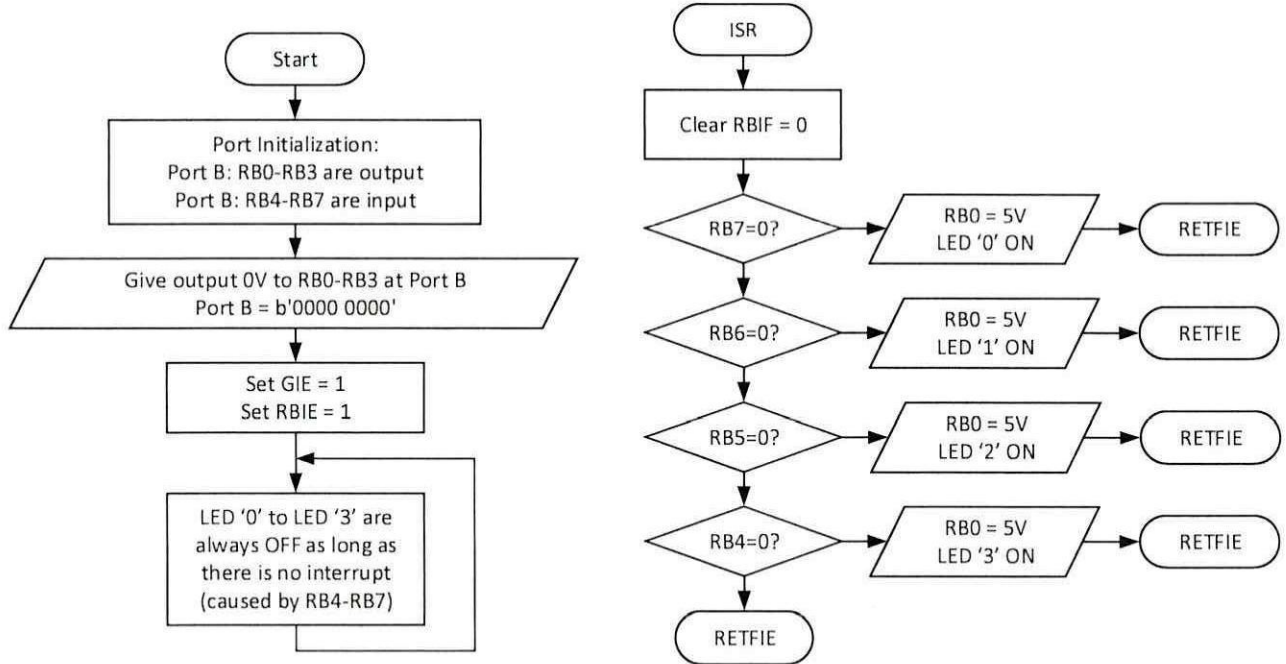 Start
Port Initialization:
Port B: RB0-RB3 are output
Port B: RB4-RB7 are input
Give output 0V to RB0-RB3 at Port B
Port B = b'0000 0000'
Set GIE = 1
Set RBIE = 1
LED ‘0’ to LED ‘3’ are
always OFF as long as
there is no interrupt
(caused by RB4-RB7)
ISR
Clear RBIF = 0
RB7=0?
RB0 = 5V
LED ‘0’ ON
RETFIE
RB6=0?
RB0 = 5V
LED ‘1’ ON
RETFIE
RB5=0?
RB0 = 5V
LED ‘2’ ON
RETFIE
RB4=0?
RB0 = 5V
LED ‘3’ ON
RETFIE
RETFIE